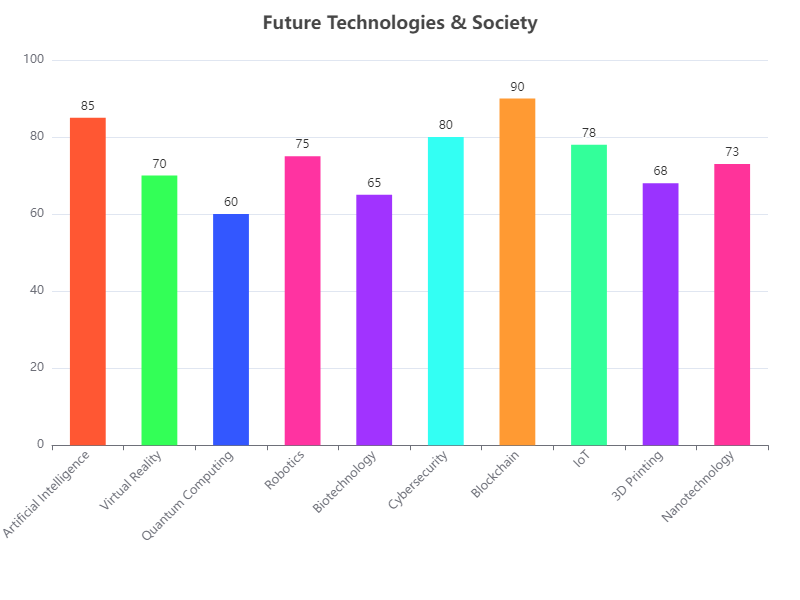 Future Technologies & Society
100
80
60
40
20
0
85
70
60
75
65
80
90
78
68
73
Artificial Intelligence
Virtual Reality
Quantum Computing
Robotics
Biotechnology
Cybersecurity
Blockchain
IoT
3D Printing
Nanotechnology